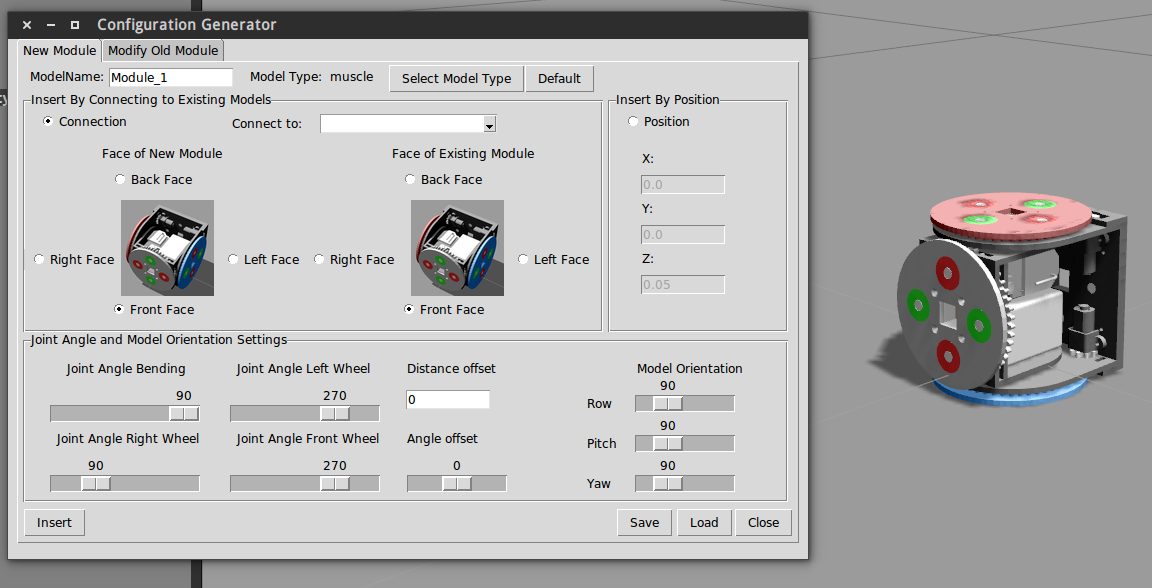 Configuration Generator
New Module Modify Old Module
ModelName: Module_1 Model Type: muscle Select Model Type Default
Insert By Connecting to Existing Models Insert By Position
Connection Connect to: Position
Face of New Module Face of Existing Module X:
Back Face Back Face 0.0
Y:
0.0
Right Face Left Face Right Face Left Face Z:
0.05
Front Face Front Face
Joint Angle and Model Orientation Settings
Joint Angle Bending Joint Angle Left Wheel Distance offset Model Orientation
90 270 0 Row 90
Joint Angle Right Wheel Joint Angle Front Wheel Angle offset Pitch 90
90 270 0 Yaw 90
Insert Save Load Close